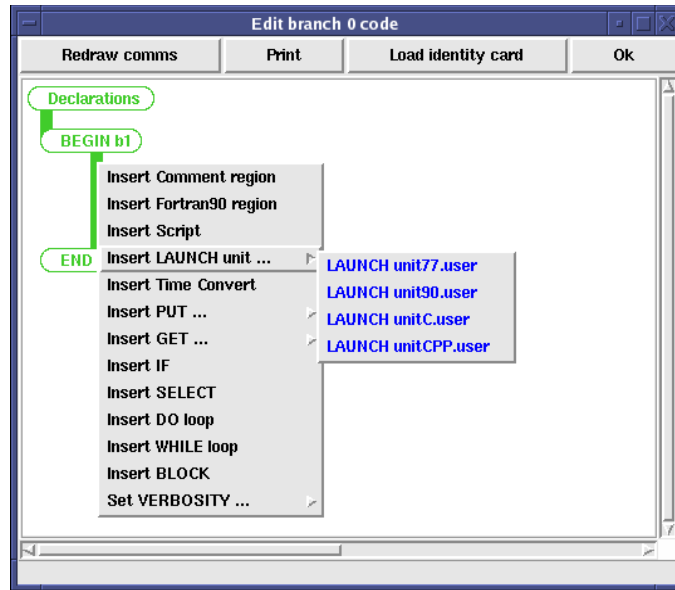 Edit branch 0 code
Redraw comms Print Load identity card Ok
Declarations
BEGIN b1
Insert Comment region
Insert Fortran90 region
Insert Script
END Insert LAUNCH unit ... LAUNCH unit77.user
Insert Time Convert LAUNCH unit90.user
Insert PUT ... LAUNCH unitC.user
Insert GET ... LAUNCH unitCPP.user
Insert IF
Insert SELECT
Insert DO loop
Insert WHILE loop
Insert BLOCK
Set VERBOSITY ...